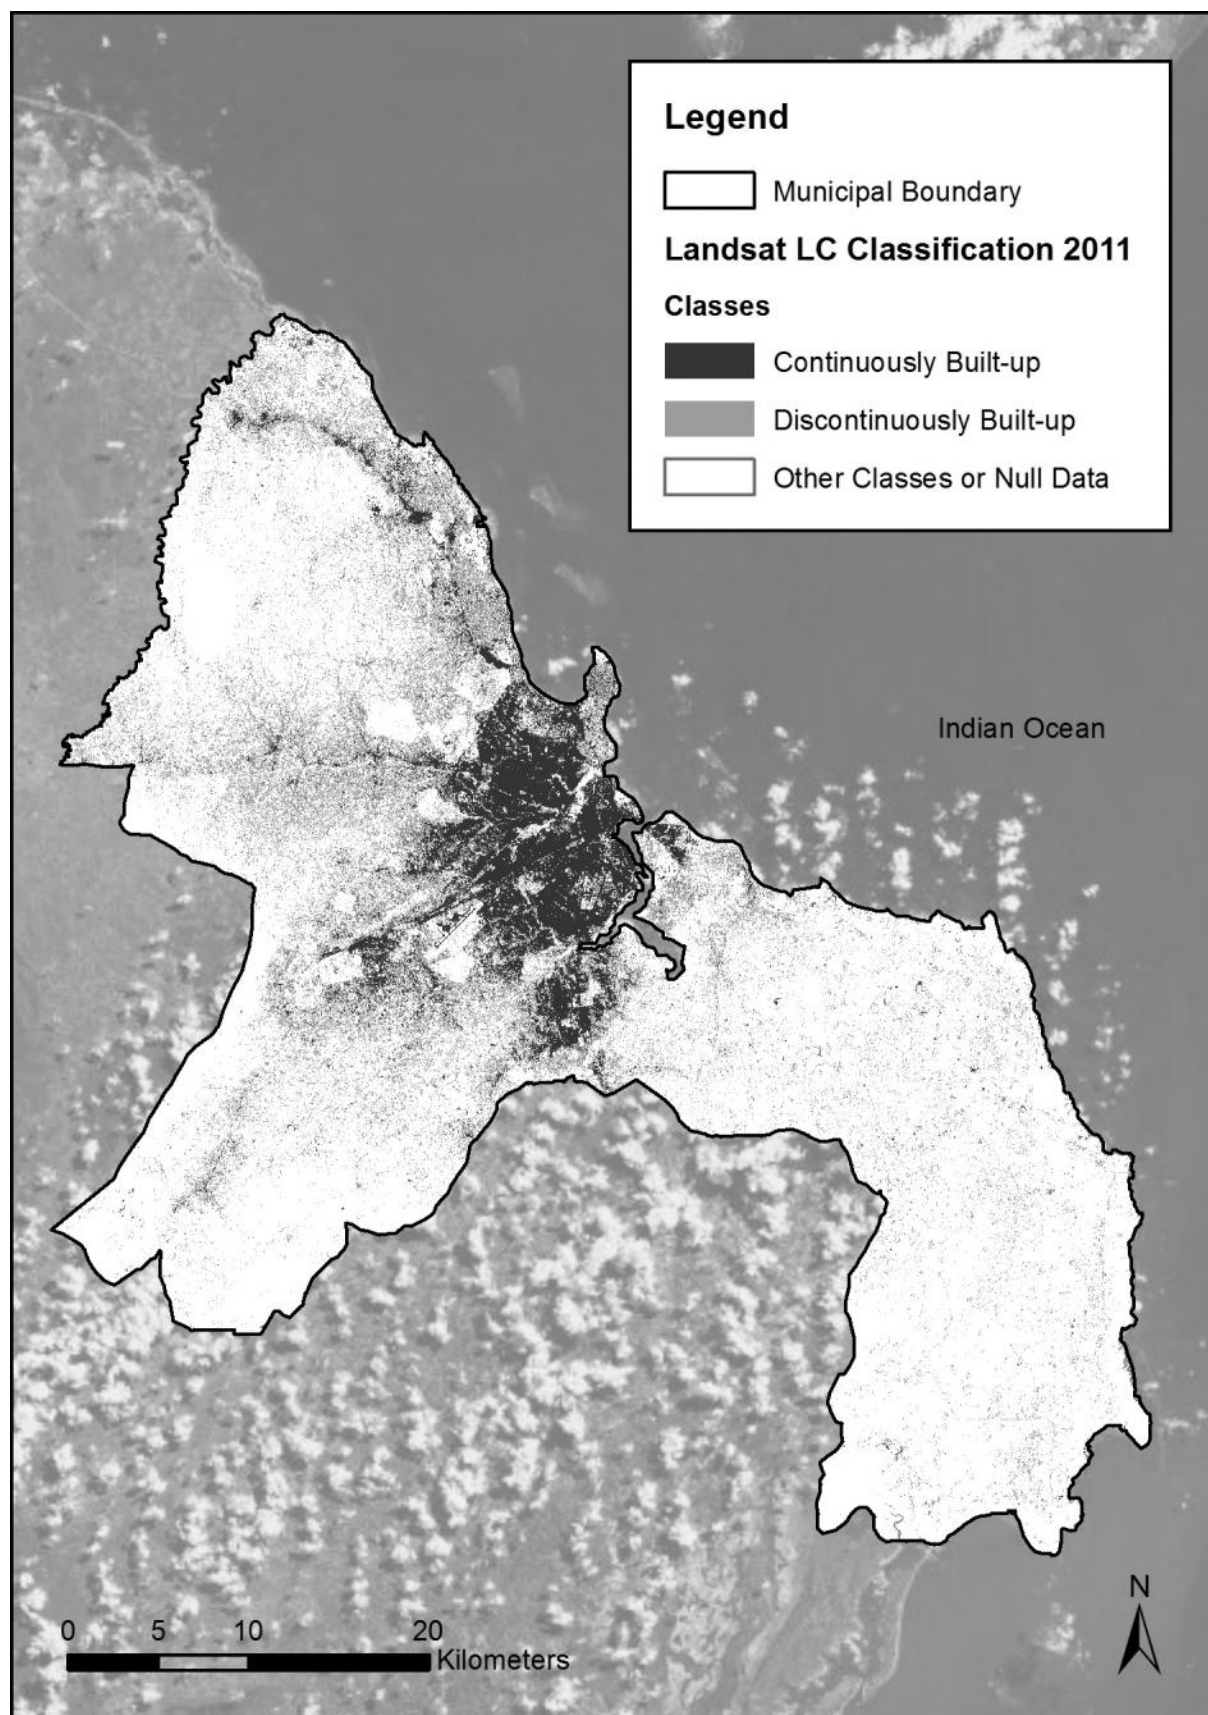 Legend
Municipal Boundary
Landsat LC Classification 2011
Classes
Continuously Built-up
Discontinuously Built-up
Other Classes or Null Data
Indian Ocean
N
0 5 10 20
Kilometers